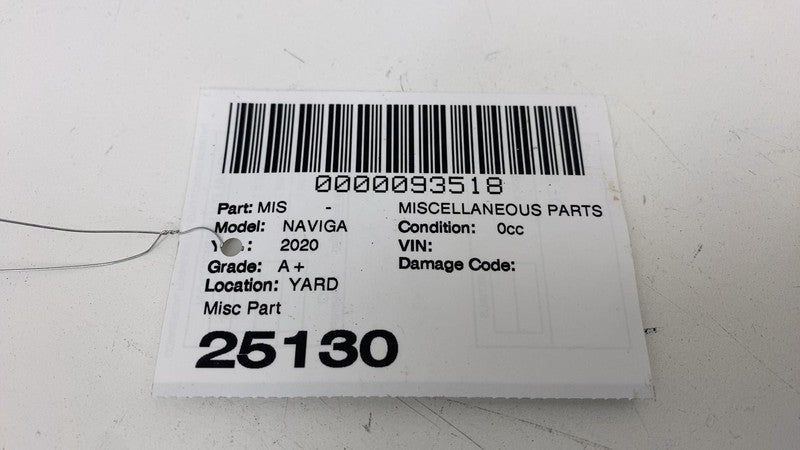 0000093518
Part: MIS - MISCELLANEOUS PARTS
Model: NAVIGA Condition: 0cc
: 2020 VIN:
Grade: A+ Damage Code:
Location: YARD
Misc Part
25130